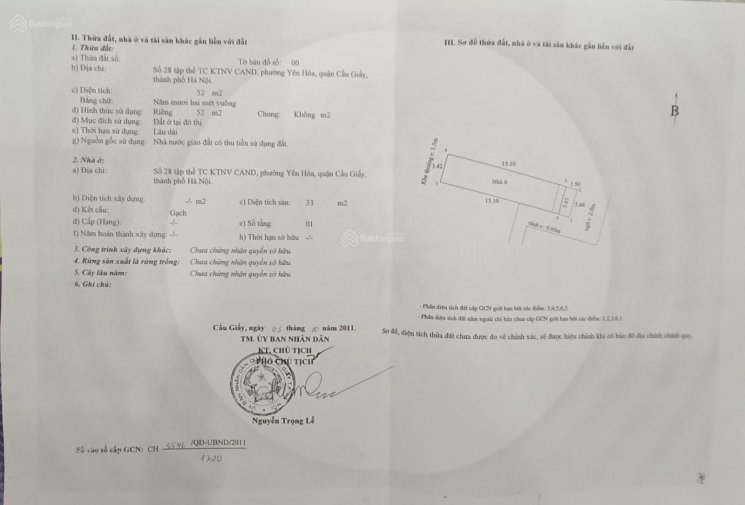 Batdongsan
II. Thửa đất, nhà ở và tài sản khác gắn liền với đất
1. Thửa đất:
a) Thửa đất số: Tờ bản đồ số: 00
b) Địa chỉ: Số 28 tập thể TC KTNV CAND, phường Yên Hòa, quận Cầu Giấy,
thành phố Hà Nội.
c) Diện tích: 52 m2
Bằng chữ: Năm mươi hai mét vuông
d) Hình thức sử dụng: Riêng 52 m2 Chung: Không m2
đ) Mục đích sử dụng: Đất ở tại đô thị
e) Thời hạn sử dụng: Lâu dài
g) Nguồn gốc sử dụng: Nhà nước giao đất có thu tiền sử dụng đất.
2. Nhà ở:
a) Địa chỉ: Số 28 tập thể TC KTNV CAND, phường Yên Hòa, quận Cầu Giấy,
thành phố Hà Nội.
b) Diện tích xây dựng: -/- m2 c) Diện tích sàn: 33 m2
d) Kết cấu: Gạch
đ) Cấp (Hạng): -/- e) Số tầng: 01
f) Năm hoàn thành xây dựng: -/- h) Thời hạn sở hữu -/-
3. Công trình xây dựng khác: Chưa chứng nhận quyền sở hữu.
4. Rừng sản xuất là rừng trồng: Chưa chứng nhận quyền sở hữu.
5. Cây lâu năm: Chưa chứng nhận quyền sở hữu.
6. Ghi chú:
Cầu Giấy, ngày 03 tháng 10 năm 2011.
TM. ỦY BAN NHÂN DÂN
KT. CHỦ TỊCH
PHÓ CHỦ TỊCH
Nguyễn Trọng Lễ
Số vào sổ cấp GCN: CH 3546 /QĐ-UBND/2011
1720
III. Sơ đồ thửa đất, nhà ở và tài sản khác gắn liền với đất
B
15.10
3.42
Nhà ở
1.50
3.47
3.48
15.10
Batdongsan
- Phần diện tích đất cấp GCN giới hạn bởi các điểm: 3,4,5,6,3.
- Phần diện tích đất nằm ngoài chỉ báo chưa cấp GCN giới hạn bởi các điểm: 1,2,3,6,1.
Sơ đồ, diện tích thửa đất chưa được đo vẽ chính xác, sẽ được hiệu chỉnh khi có bản đồ địa chính chính quy.